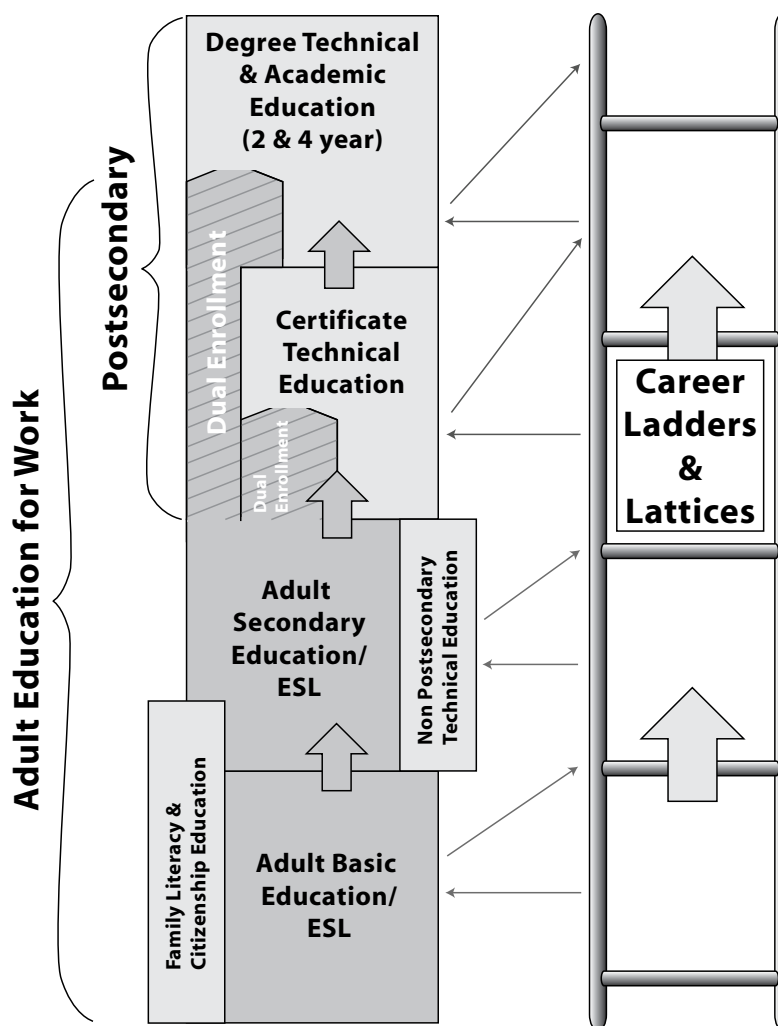 Degree Technical
& Academic
Education
(2 & 4 year)
Postsecondary
Adult Education for Work
Dual Enrollment
Certificate
Technical
Education
Dual
Enrollment
Adult
Secondary
Education/
ESL
Non Postsecondary
Technical Education
Family Literacy &
Citizenship Education
Adult Basic
Education/
ESL
Career
Ladders
&
Lattices